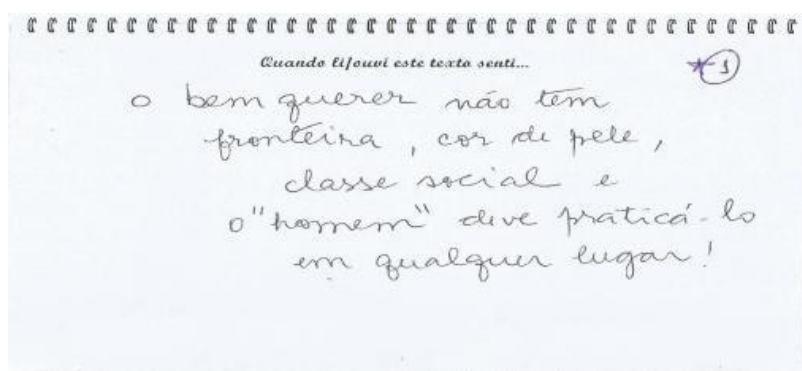 Quando li/ouvi este texto senti...
* 1
o bem querer não tem
fronteira, cor de pele,
classe social e
o "homem" deve praticá-lo
em qualquer lugar!